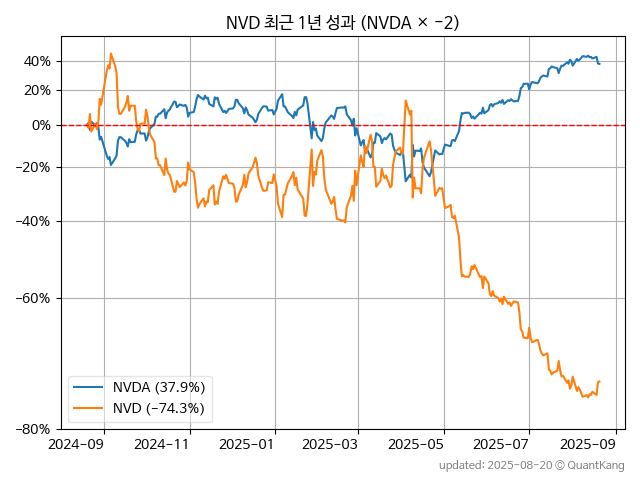 NVD 최근 1년 성과 (NVDA × −2)
40%
20%
0%
−20%
−40%
−60%
−80%
NVDA (37.9%)
NVD (−74.3%)
2024−09 2024−11 2025−01 2025−03 2025−05 2025−07 2025−09
updated: 2025-08-20 © QuantKang